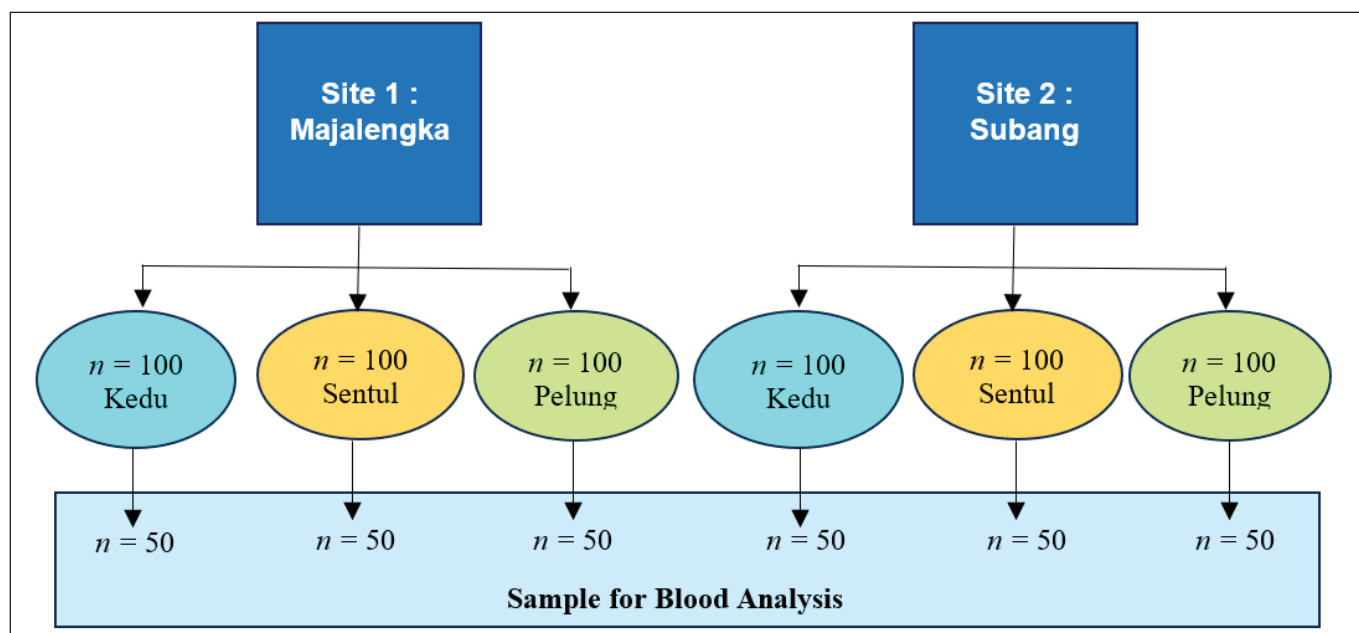 Site 1 :
Majalengka
Site 2 :
Subang
n = 100
Kedu
n = 100
Sentul
n = 100
Pelung
n = 100
Kedu
n = 100
Sentul
n = 100
Pelung
n = 50
n = 50
n = 50
n = 50
n = 50
n = 50
Sample for Blood Analysis